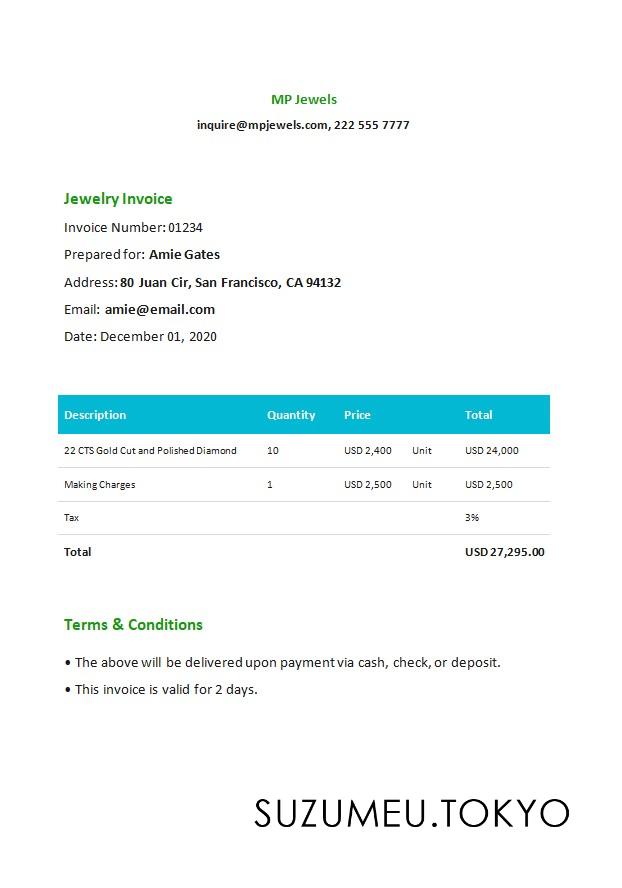 MP Jewels
inquire@mpjewels.com, 222 555 7777
Jewelry Invoice
Invoice Number: 01234
Prepared for: Amie Gates
Address: 80 Juan Cir, San Francisco, CA 94132
Email: amie@email.com
Date: December 01, 2020
Description Quantity Price Total
22 CTS Gold Cut and Polished Diamond 10 USD 2,400 Unit USD 24,000
Making Charges 1 USD 2,500 Unit USD 2,500
Tax 3%
Total USD 27,295.00
Terms & Conditions
• The above will be delivered upon payment via cash, check, or deposit.
• This invoice is valid for 2 days.
SUZUMEU.TOKYO